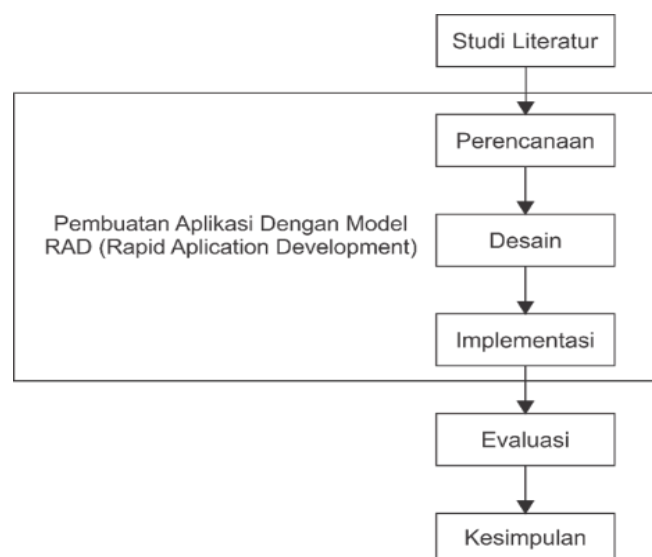 Studi Literatur
Perencanaan
Pembuatan Aplikasi Dengan Model
RAD (Rapid Aplication Development)
Desain
Implementasi
Evaluasi
Kesimpulan